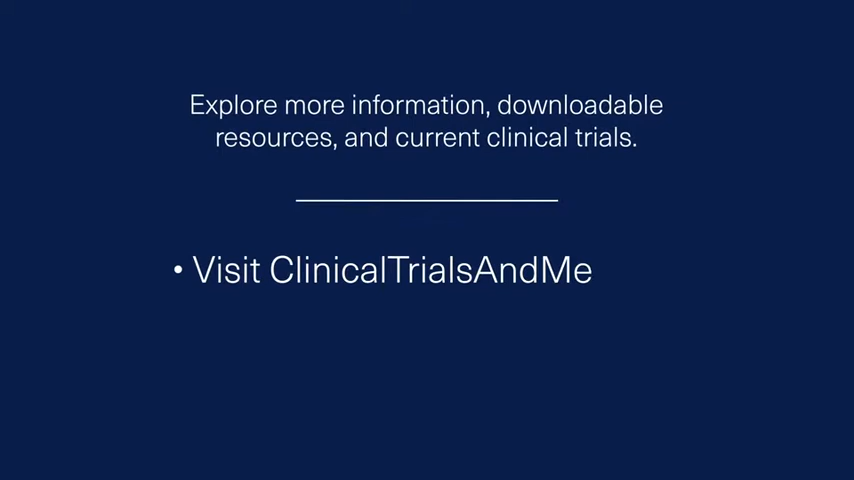 Explore more information, downloadable
resources, and current clinical trials.
• Visit ClinicalTrialsAndMe